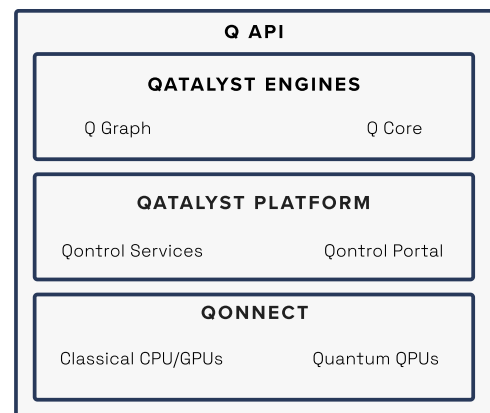 Q API
QATALYST ENGINES
Q Graph Q Core
QATALYST PLATFORM
Qontrol Services Qontrol Portal
QONNECT
Classical CPU/GPUs Quantum QPUs